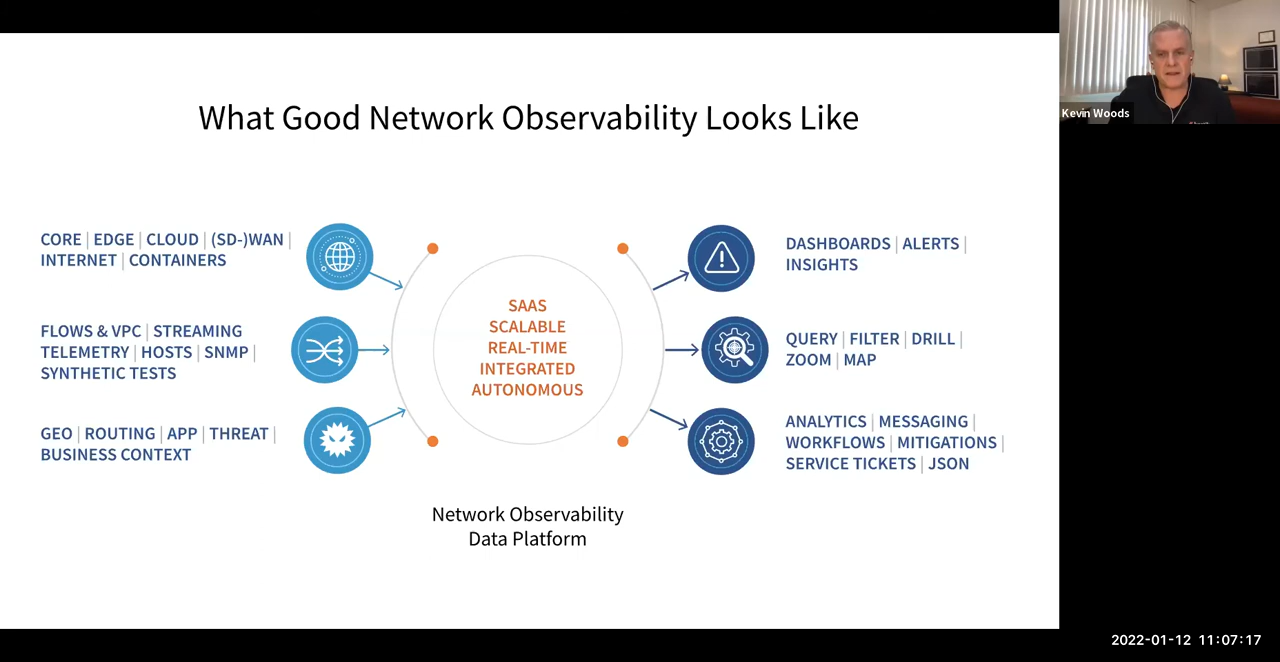 What Good Network Observability Looks Like
Kevin Woods
CORE | EDGE | CLOUD | (SD-)WAN |
INTERNET | CONTAINERS
FLOWS & VPC | STREAMING
TELEMETRY | HOSTS | SNMP |
SYNTHETIC TESTS
GEO | ROUTING | APP | THREAT |
BUSINESS CONTEXT
SAAS
SCALABLE
REAL-TIME
INTEGRATED
AUTONOMOUS
Network Observability
Data Platform
DASHBOARDS | ALERTS |
INSIGHTS
QUERY | FILTER | DRILL |
ZOOM | MAP
ANALYTICS | MESSAGING |
WORKFLOWS | MITIGATIONS |
SERVICE TICKETS | JSON
2022-01-12 11:07:17